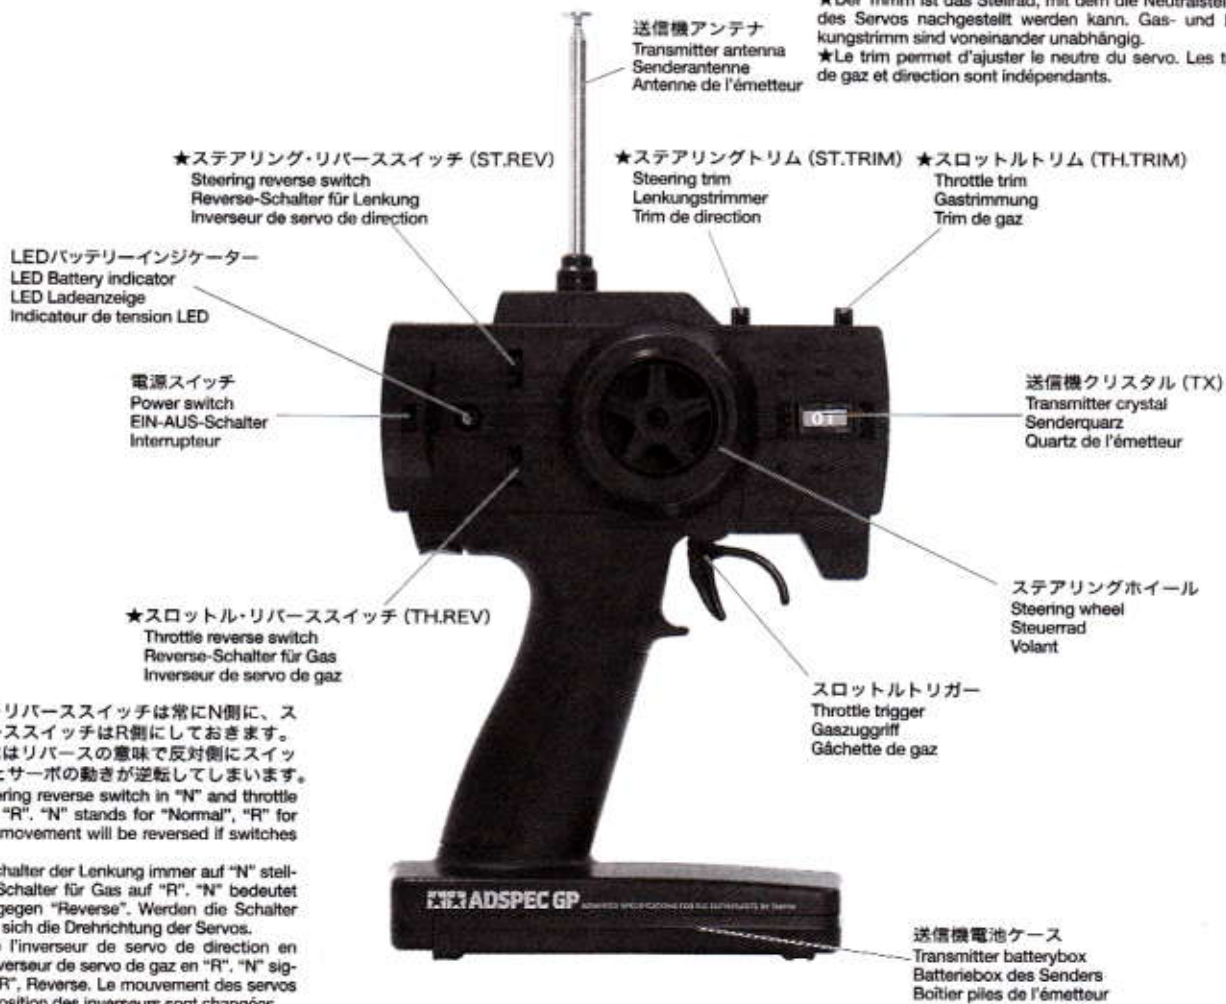 ★Der Trimm ist das Stellrad, mit dem die
des Servos nachgestellt werden kann. Gas- und
kungstrimm sind voneinander unabhängig.
★Le trim permet d'ajuster le neutre du servo. Les
de gaz et direction sont indépendants.
送信機アンテナ
Transmitter antenna
Senderantenne
Antenne de l'émetteur
★ステアリング・リバーススイッチ (ST.REV)
Steering reverse switch
Reverse-Schalter für Lenkung
Inverseur de servo de direction
★ステアリングトリム (ST.TRIM)
Steering trim
Lenkungstrimmer
Trim de direction
★スロットルトリム (TH.TRIM)
Throttle trim
Gastrimmung
Trim de gaz
LEDバッテリーインジケーター
LED Battery indicator
LED Ladeanzeige
Indicateur de tension LED
電源スイッチ
Power switch
EIN-AUS-Schalter
Interrupteur
送信機クリスタル (TX)
Transmitter crystal
Senderquarz
Quartz de l'émetteur
01
★スロットル・リバーススイッチ (TH.REV)
Throttle reverse switch
Reverse-Schalter für Gas
Inverseur de servo de gaz
ステアリングホイール
Steering wheel
Steuerrad
Volant
スロットルトリガー
Throttle trigger
Gaszuggriff
Gâchette de gaz
リバーススイッチは常にN側に、ス
ススイッチはR側にしておきます。
はリバースの意味で反対側にスイッ
とサーボの動きが逆転してしまいます。
ering reverse switch in "N" and throttle
"R". "N" stands for "Normal", "R" for
movement will be reversed if switches
chalter der Lenkung immer auf "N" stell-
Schalter für Gas auf "R". "N" bedeutet
gegen "Reverse". Werden die Schalter
sich die Drehrichtung der Servos.
l'inverseur de servo de direction en
verseur de servo de gaz en "R". "N" sig-
R", Reverse. Le mouvement des servos
position des inverseurs sont changées.
ADSPEC GP
送信機電池ケース
Transmitter batterybox
Batteriebox des Senders
Boîtier piles de l'émetteur